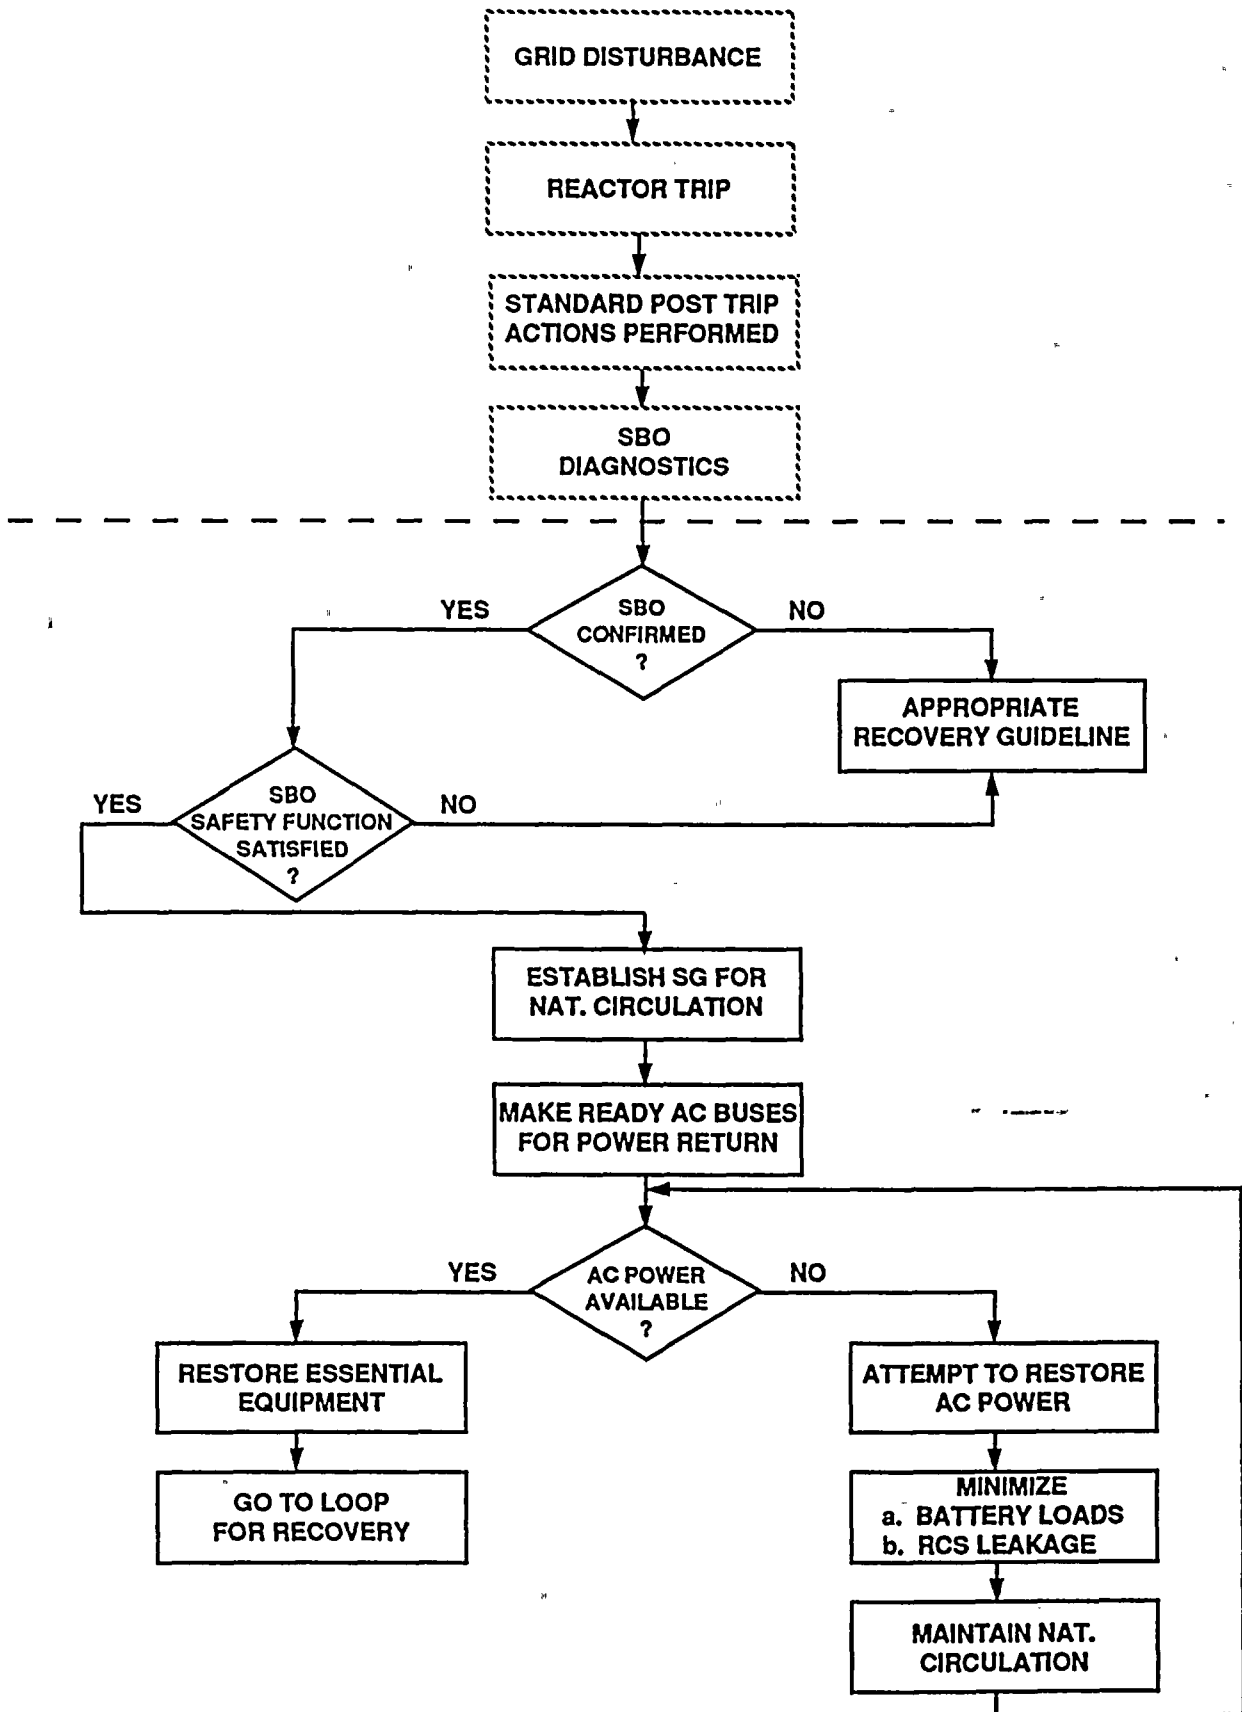 GRID DISTURBANCE
REACTOR TRIP
STANDARD POST TRIP
ACTIONS PERFORMED
SBO
DIAGNOSTICS
YES
SBO
CONFIRMED
?
NO
APPROPRIATE
RECOVERY GUIDELINE
YES
SBO
SAFETY FUNCTION
SATISFIED
?
NO
ESTABLISH SG FOR
NAT. CIRCULATION
MAKE READY AC BUSES
FOR POWER RETURN
YES
AC POWER
AVAILABLE
?
NO
RESTORE ESSENTIAL
EQUIPMENT
GO TO LOOP
FOR RECOVERY
ATTEMPT TO RESTORE
AC POWER
MINIMIZE
a. BATTERY LOADS
b. RCS LEAKAGE
MAINTAIN NAT.
CIRCULATION